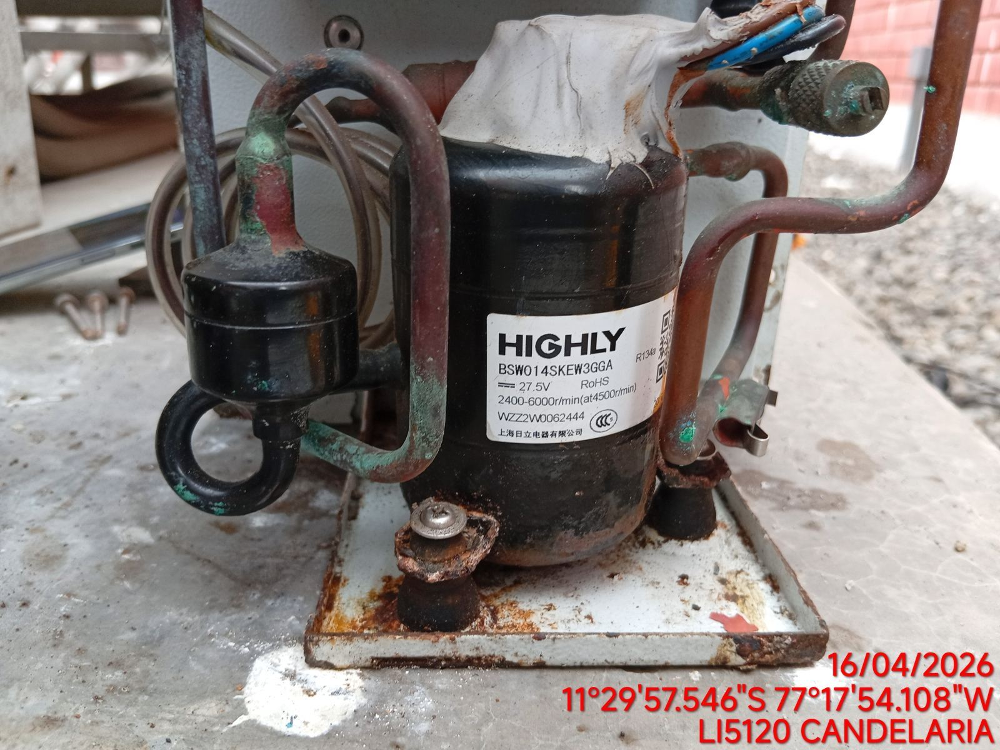 HIGHLY
BSW014SKEW3GGA
R134a
27.5V RoHS
2400-6000r/min(at4500r/min)
WZZ2W0062444
CCC S
上海日立电器有限公司
16/04/2026
11°29'57.546"S 77°17'54.108"W
LI5120 CANDELARIA